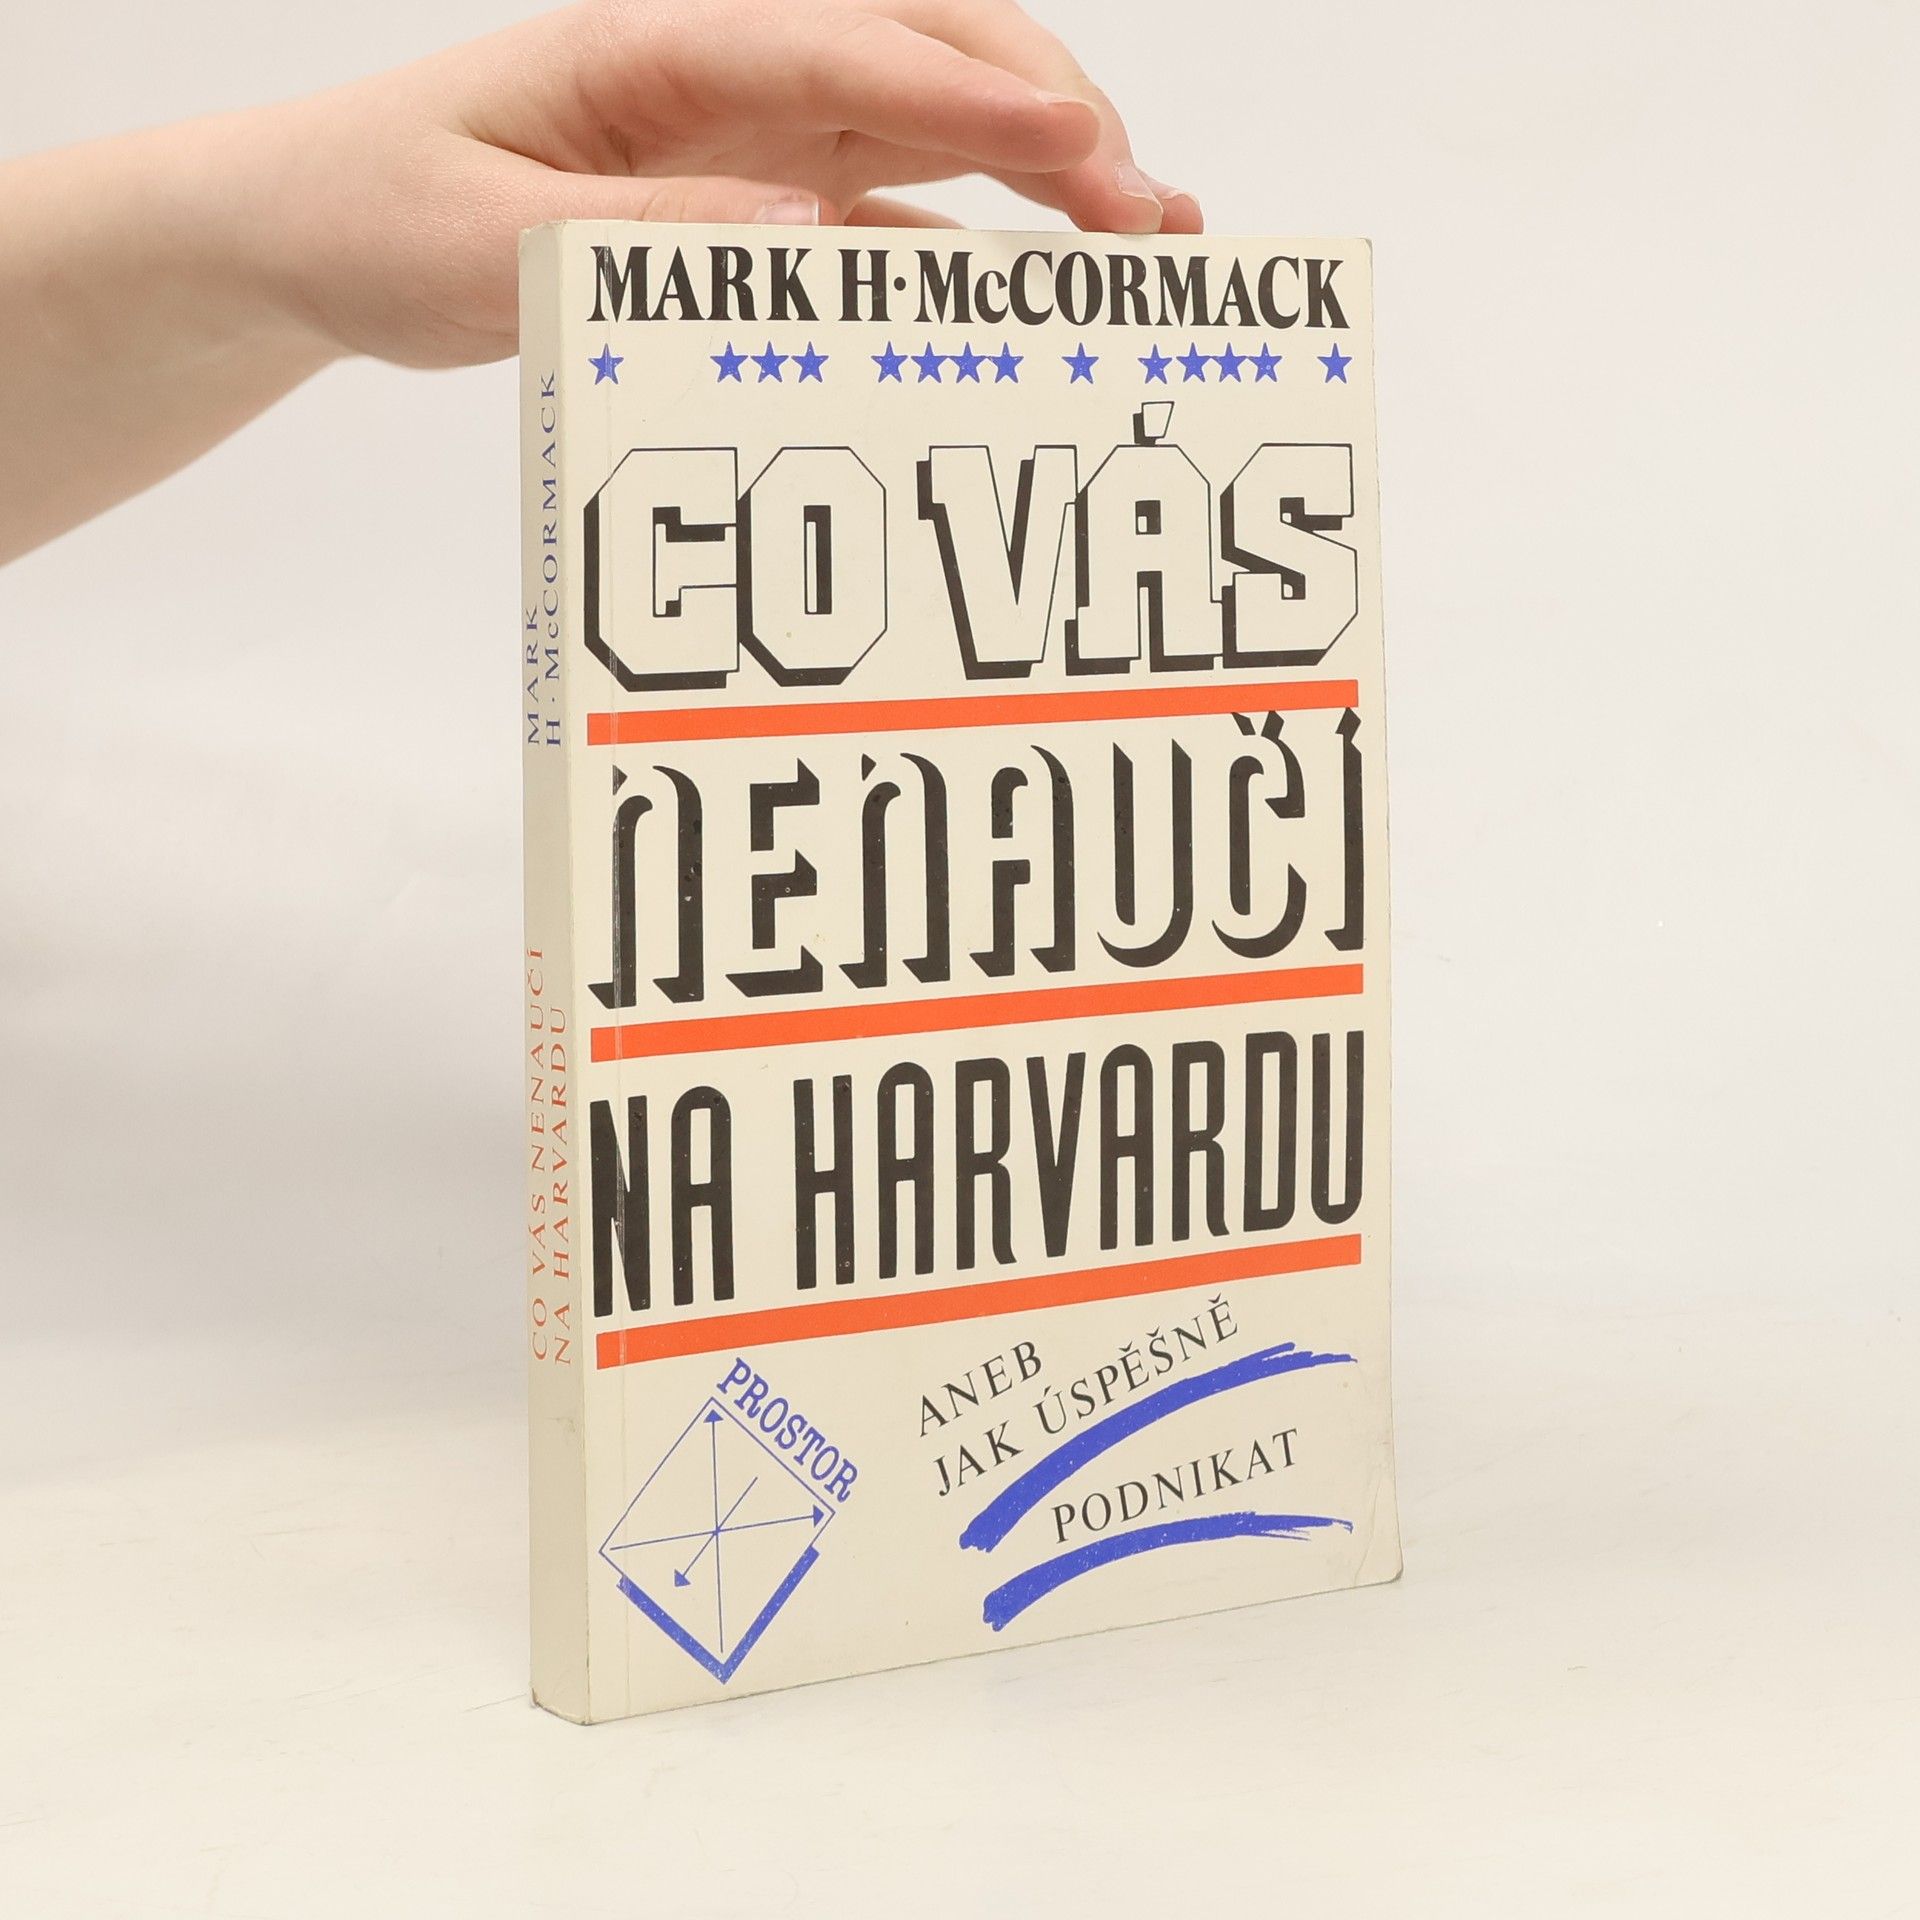 MARK H·McCORMACK
CO VÁS
NENAUČÍ
NA HARVARDU
ANEB
JAK ÚSPĚŠNĚ
PODNIKAT
PROSTOR
MARK
H·McCORMACK
CO VÁS NENAUČÍ
NA HARVARDU